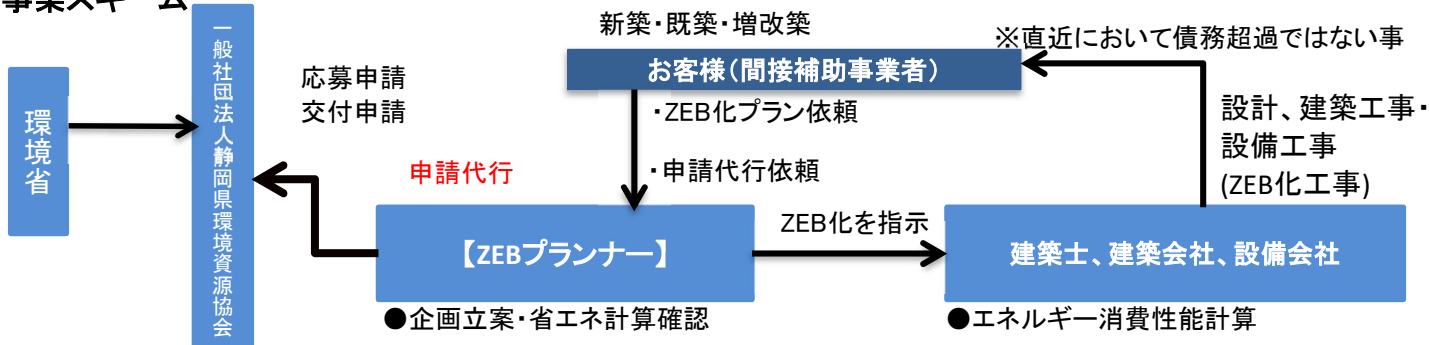 事業スキーム
環境省
一般社団法人静岡県環境資源協会
応募申請
交付申請
申請代行
新築・既築・増改築
お客様(間接補助事業者)
・ZEB化プラン依頼
・申請代行依頼
【ZEBプランナー】
●企画立案・省エネ計算確認
ZEB化を指示
※直近において債務超過ではない事
設計、建築工事・
設備工事
(ZEB化工事)
建築士、建築会社、設備会社
●エネルギー消費性能計算